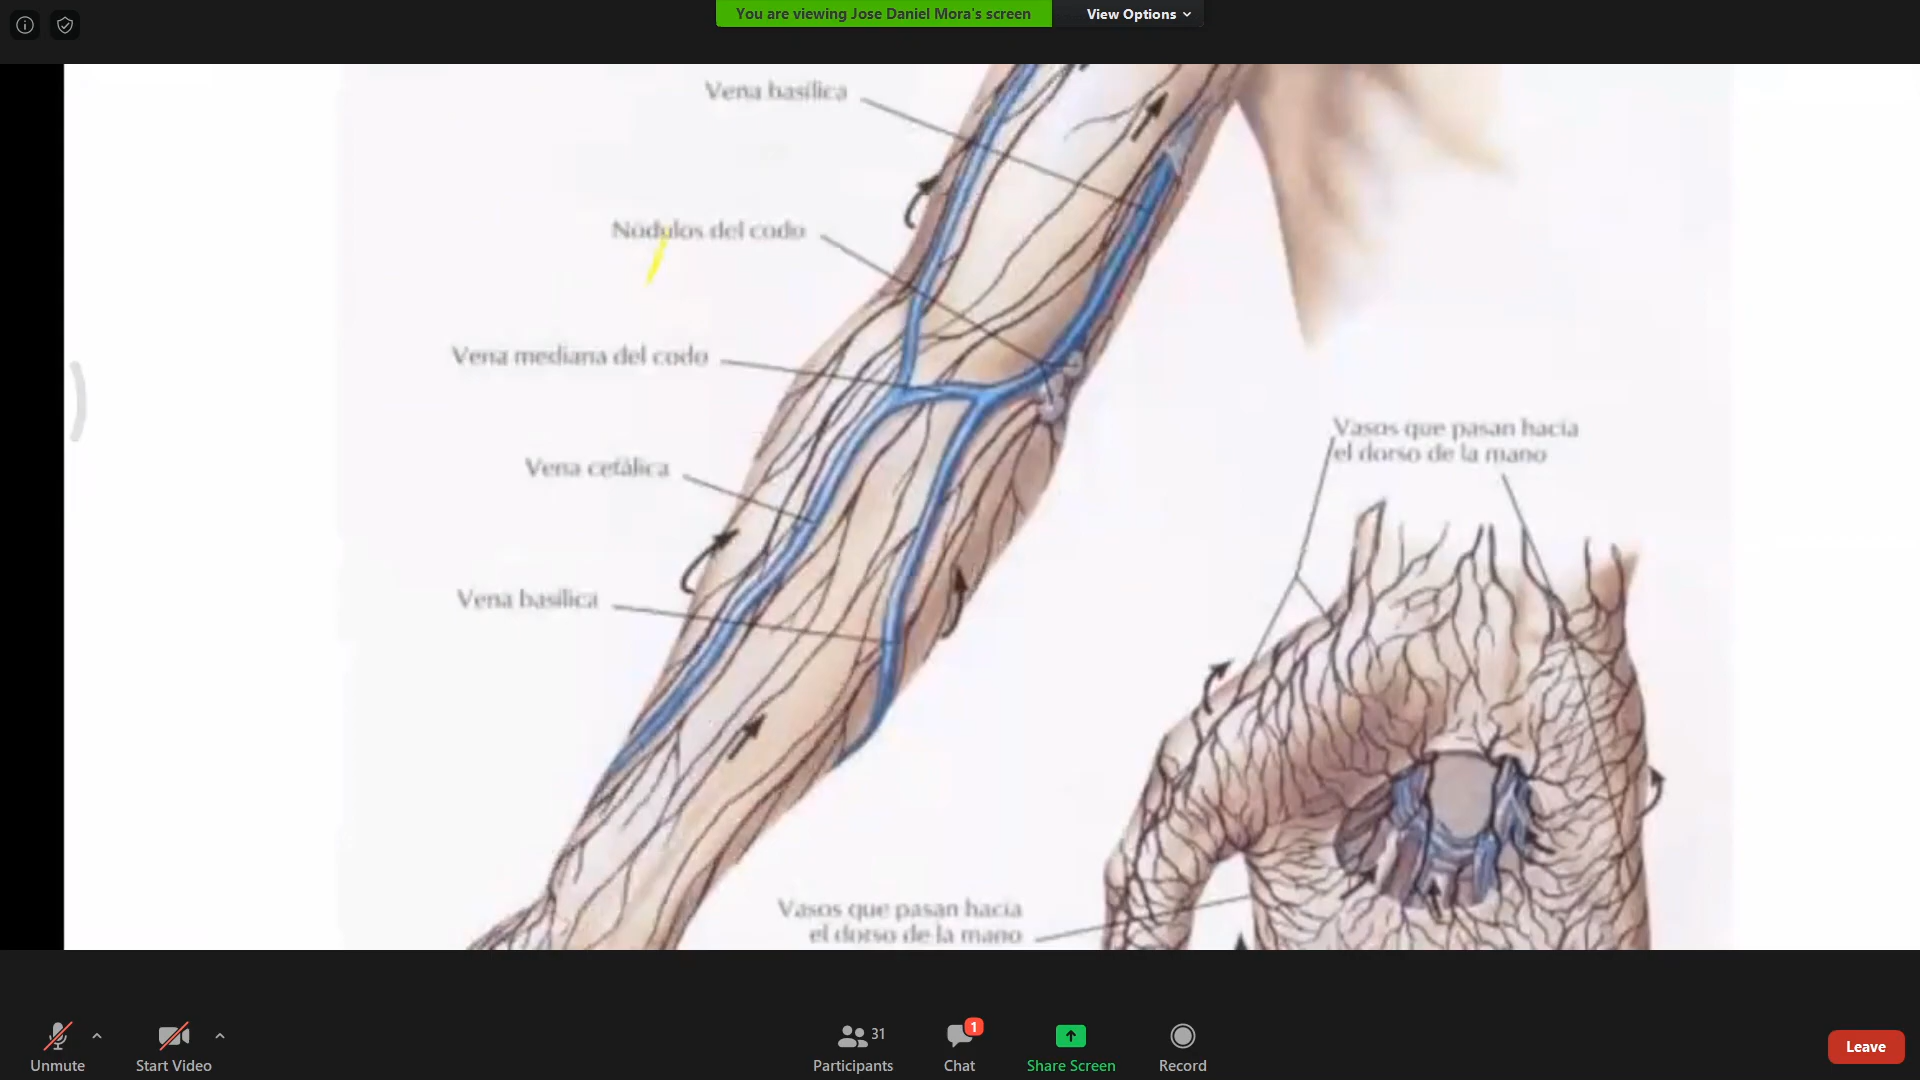 You are viewing Jose Daniel Mora's screen
View Options
Vena basílica
Nódulos del codo
Vena mediana del codo
Vena cefálica
Vena basílica
Vasos que pasan hacia
el dorso de la mano
Vasos que pasan hacia
el dorso de la mano
Unmute
Start Video
31
Participants
1
Chat
Share Screen
Record
Leave